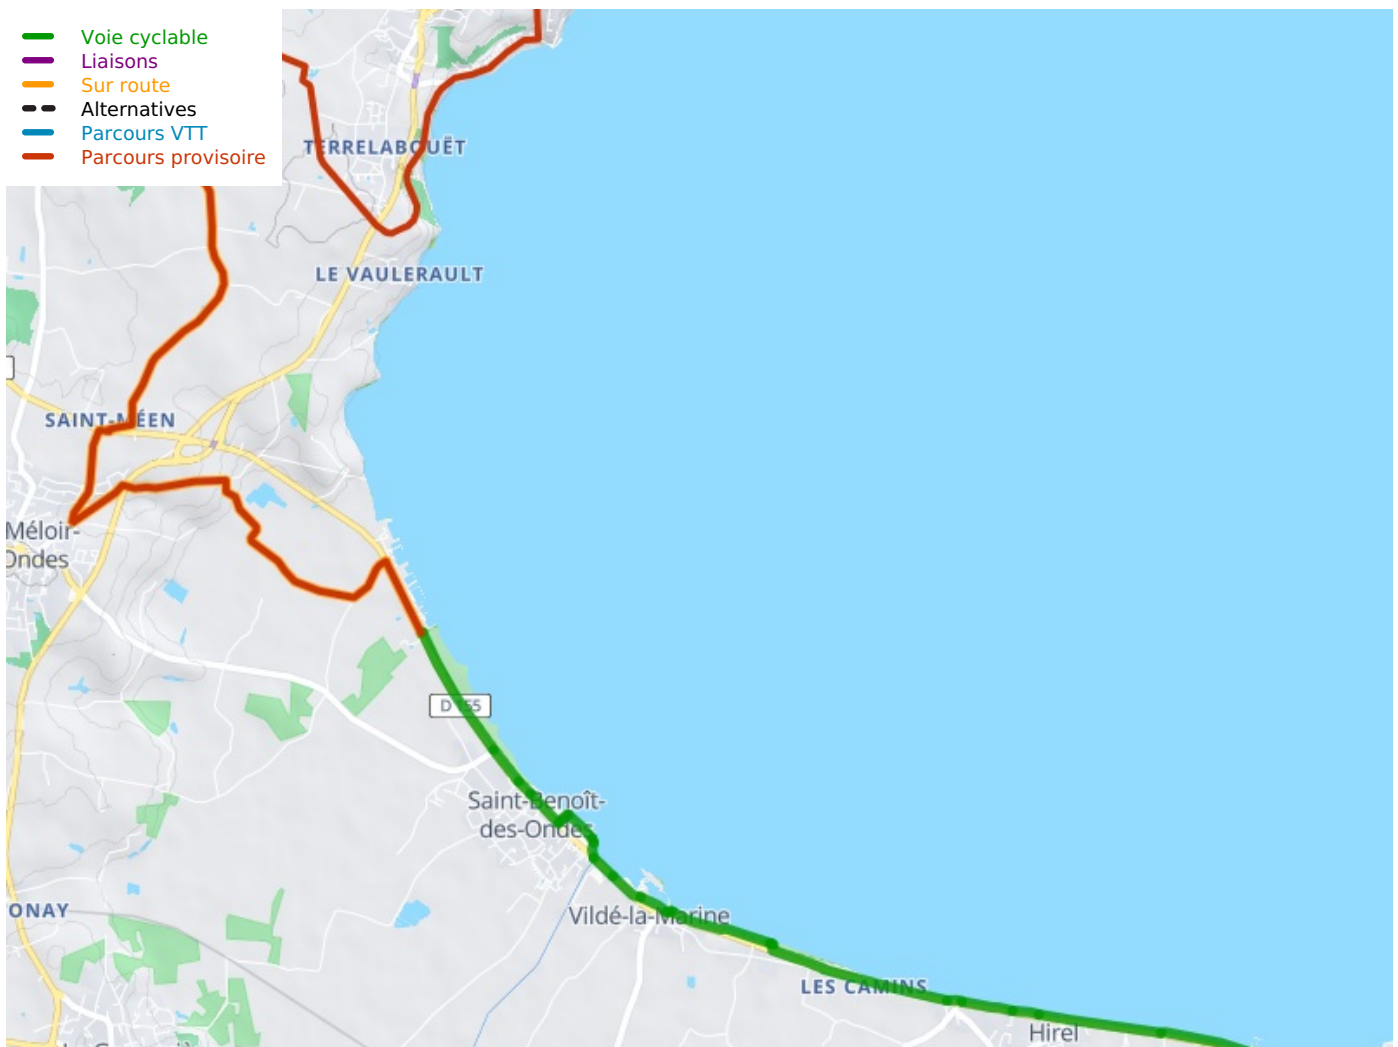 Voie cyclable
Liaisons
Sur route
Alternatives
Parcours VTT
Parcours provisoire
TERRELABOUËT
LE VAULERAULT
SAINT-MÉEN
Méloir-
Ondes
Saint-Benoît-
des-Ondes
Vildé-la-Marine
ONAY
LES CAMINS
Hirel